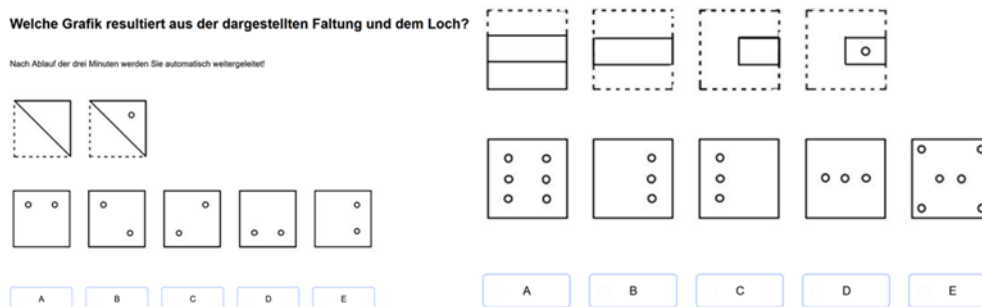 Welche Grafik resultiert aus der dargestellten Faltung und dem Loch?
Nach Ablauf der drei Minuten werden Sie automatisch weitergeleitet!
A B C D E
A B C D E